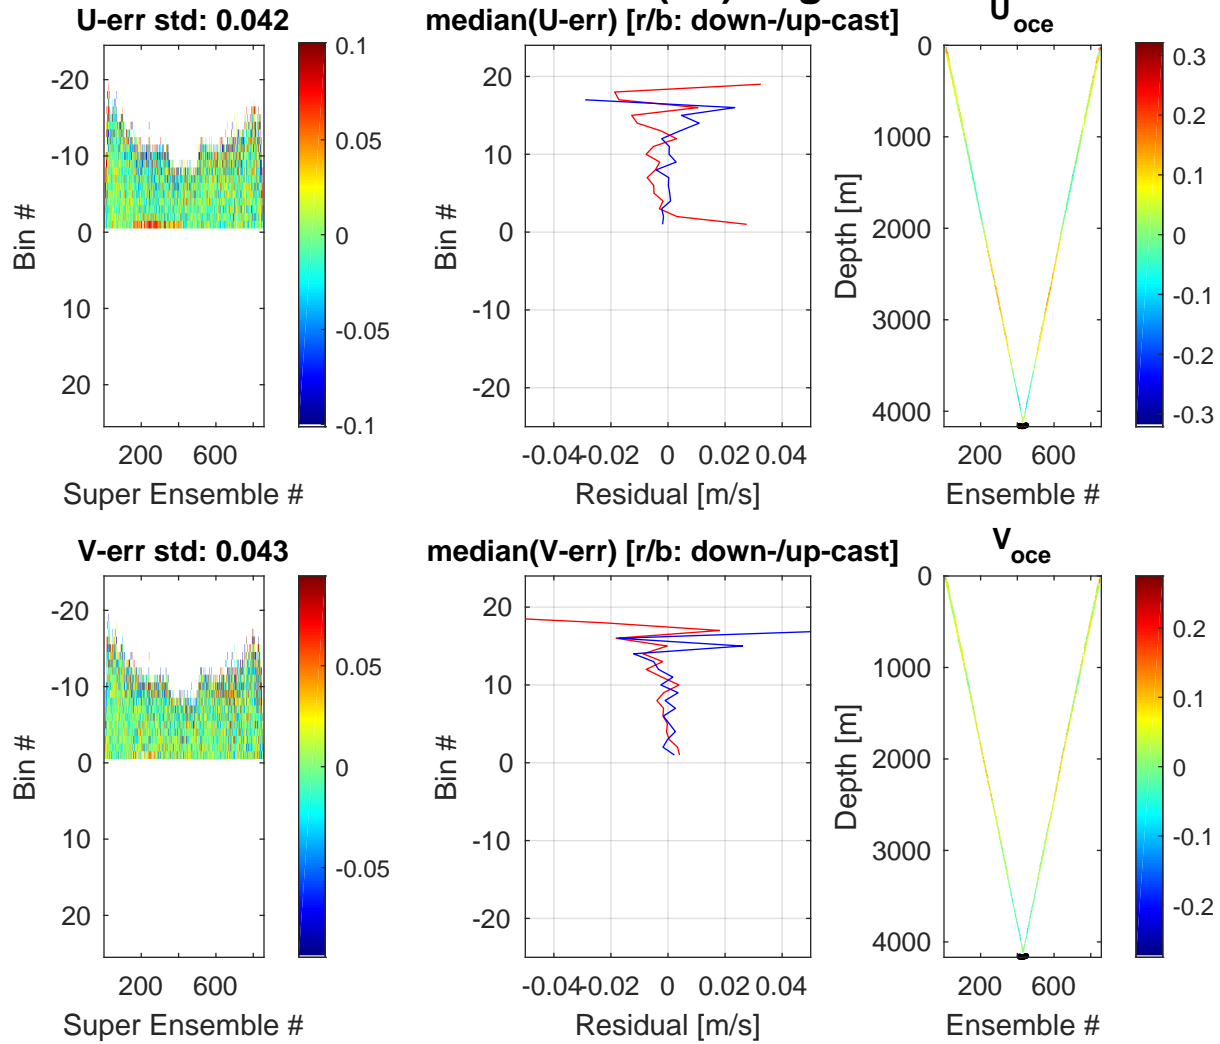 U-err std: 0.042
median(U-err) [r/b: down-/up-cast]
U
oce
-20
-10
0
10
20
Bin #
200 600
Super Ensemble #
0.1
0.05
0
-0.05
-0.1
20
10
0
-10
-20
Bin #
-0.04 -0.02 0 0.02 0.04
Residual [m/s]
0
1000
2000
3000
4000
Depth [m]
200 600
Ensemble #
0.3
0.2
0.1
0
-0.1
-0.2
-0.3
V-err std: 0.043
median(V-err) [r/b: down-/up-cast]
V
oce
-20
-10
0
10
20
Bin #
200 600
Super Ensemble #
0.05
0
-0.05
20
10
0
-10
-20
Bin #
-0.04 -0.02 0 0.02 0.04
Residual [m/s]
0
1000
2000
3000
4000
Depth [m]
200 600
Ensemble #
0.2
0.1
0
-0.1
-0.2